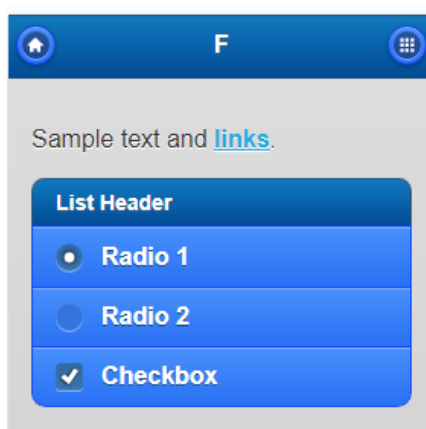 F
Sample text and links.
List Header
Radio 1
Radio 2
Checkbox